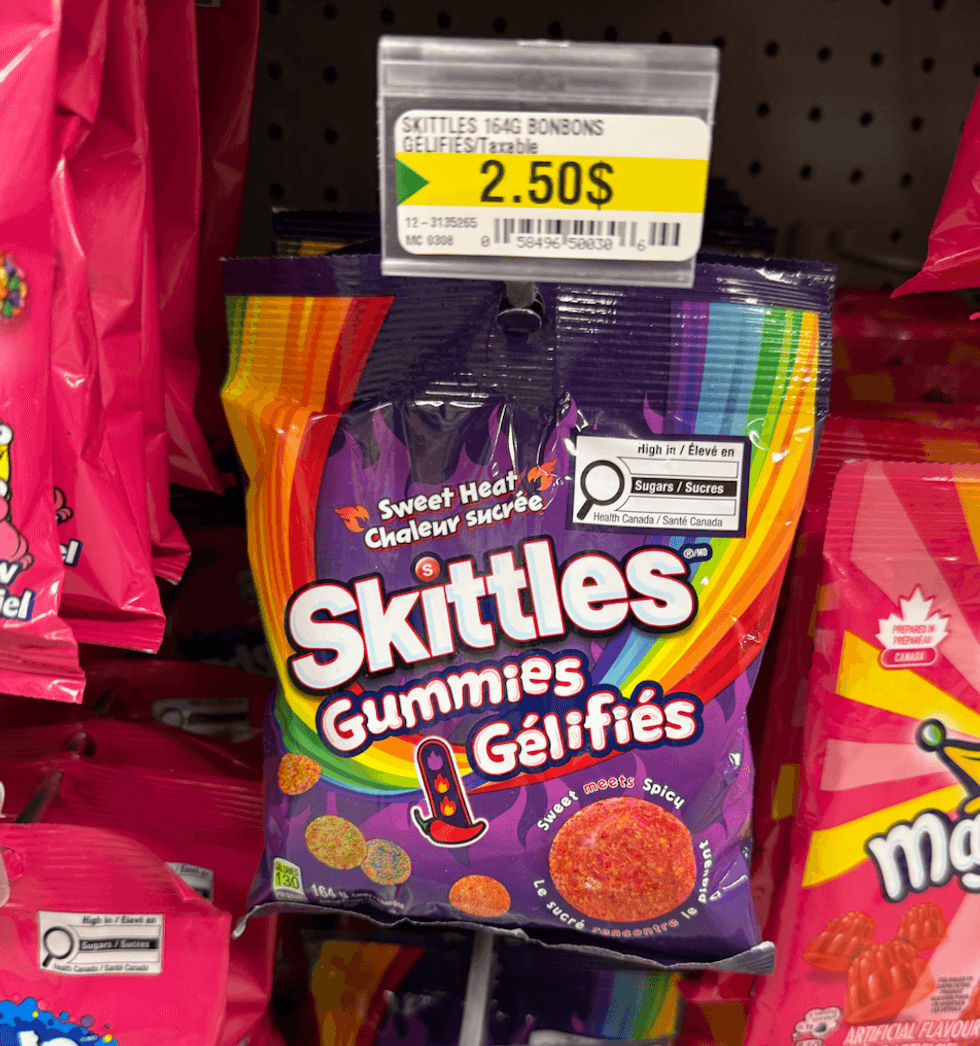 SKITTLES 164G BONBONS
GÉLIFIÉS/Taxable
2.50$
12-3135265
MC 0308
0 58496 50030 6
High in / Élevé en
Sugars / Sucres
Health Canada / Santé Canada
Sweet Heat
Chaleur sucrée
S
Skittles ®/MD
Gummies
Gélifiés
Sweet meets Spicy
Le sucré rencontre le piquant
130
164 g
PREPARED IN
PRÉPARÉ AU
CANADA
High in / Élevé en
Sugars / Sucres
Health Canada / Santé Canada
ARTIFICIAL FLAVOU